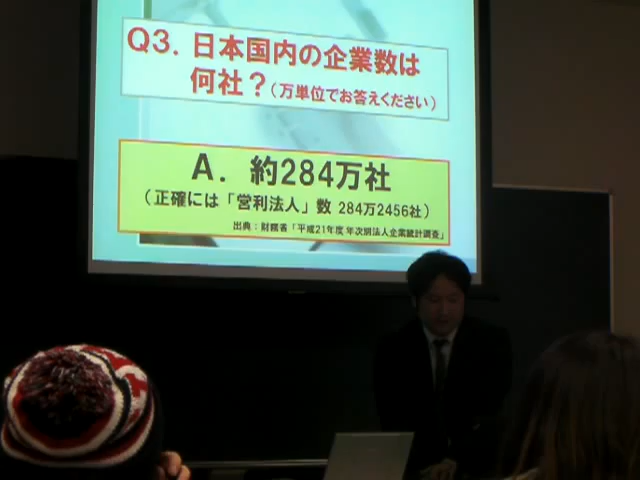 Q3. 日本国内の企業数は
何社？（万単位でお答えください）
A. 約284万社
（正確には「営利法人」数 284万2456社）
出典：財務省「平成21年度 年次別法人企業統計調査」